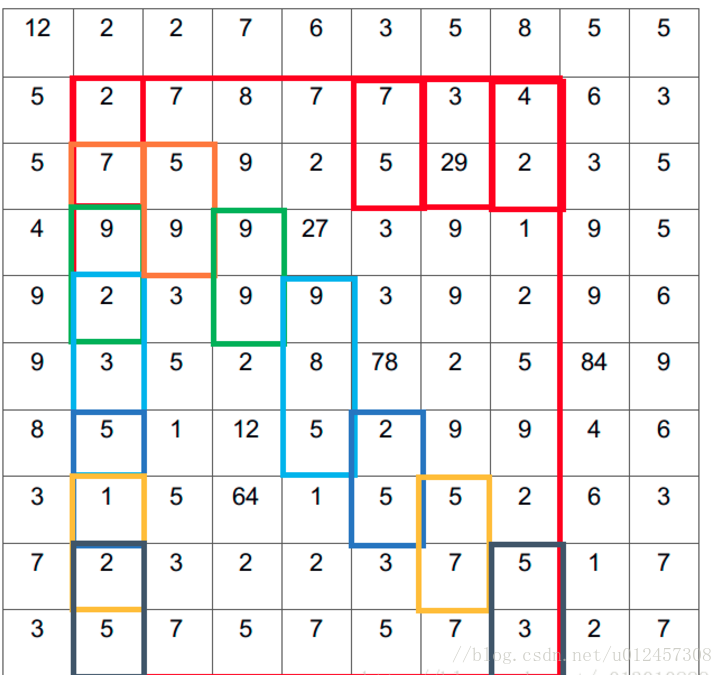 12 2 2 7 6 3 5 8 5 5
5 2 7 8 7 7 3 4 6 3
5 7 5 9 2 5 29 2 3 5
4 9 9 9 27 3 9 1 9 5
9 2 3 9 9 3 9 2 9 6
9 3 5 2 8 78 2 5 84 9
8 5 1 12 5 2 9 9 4 6
3 1 5 64 1 5 5 2 6 3
7 2 3 2 2 3 7 5 1 7
3 5 7 5 7 5 7 3 2 7
//blog.csdn.net/u012457308